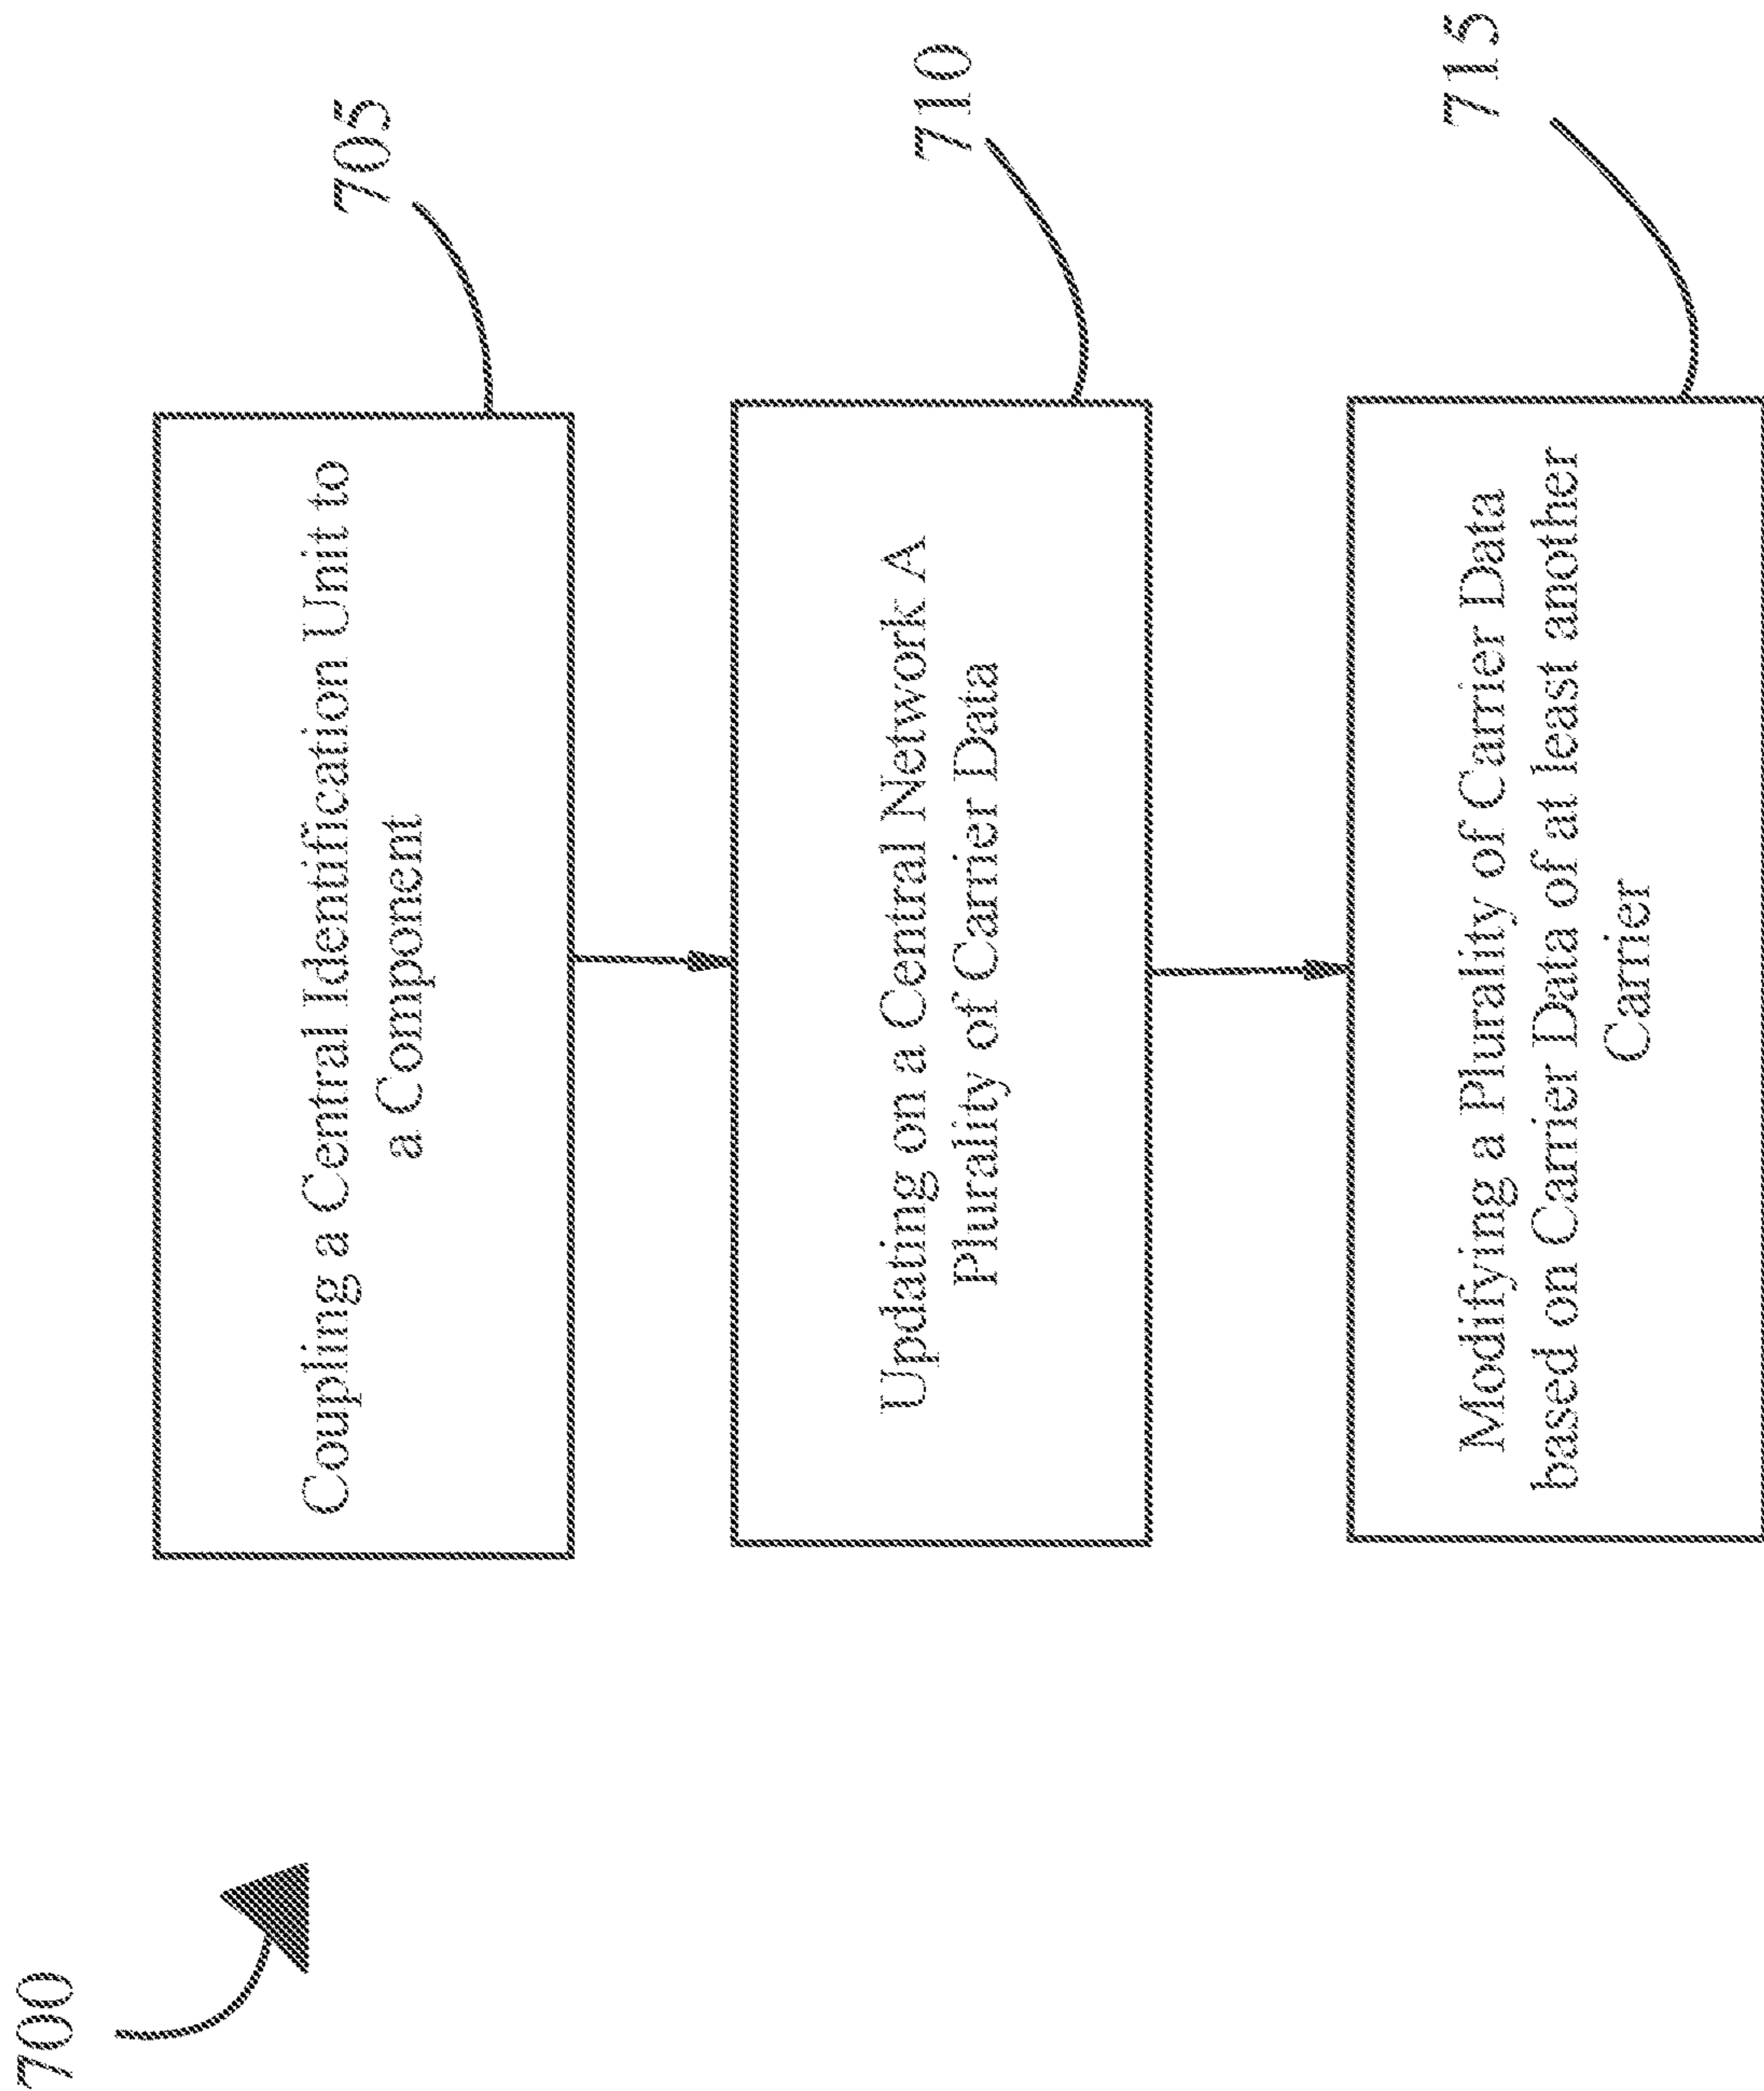 700
Coupling a Central Identification Unit to
a Component
705
Updating on a Central Network A
Plurality of Carrier Data
710
Modifying a Plurality of Carrier Data
based on Carrier Data of at least another
Carrier
715